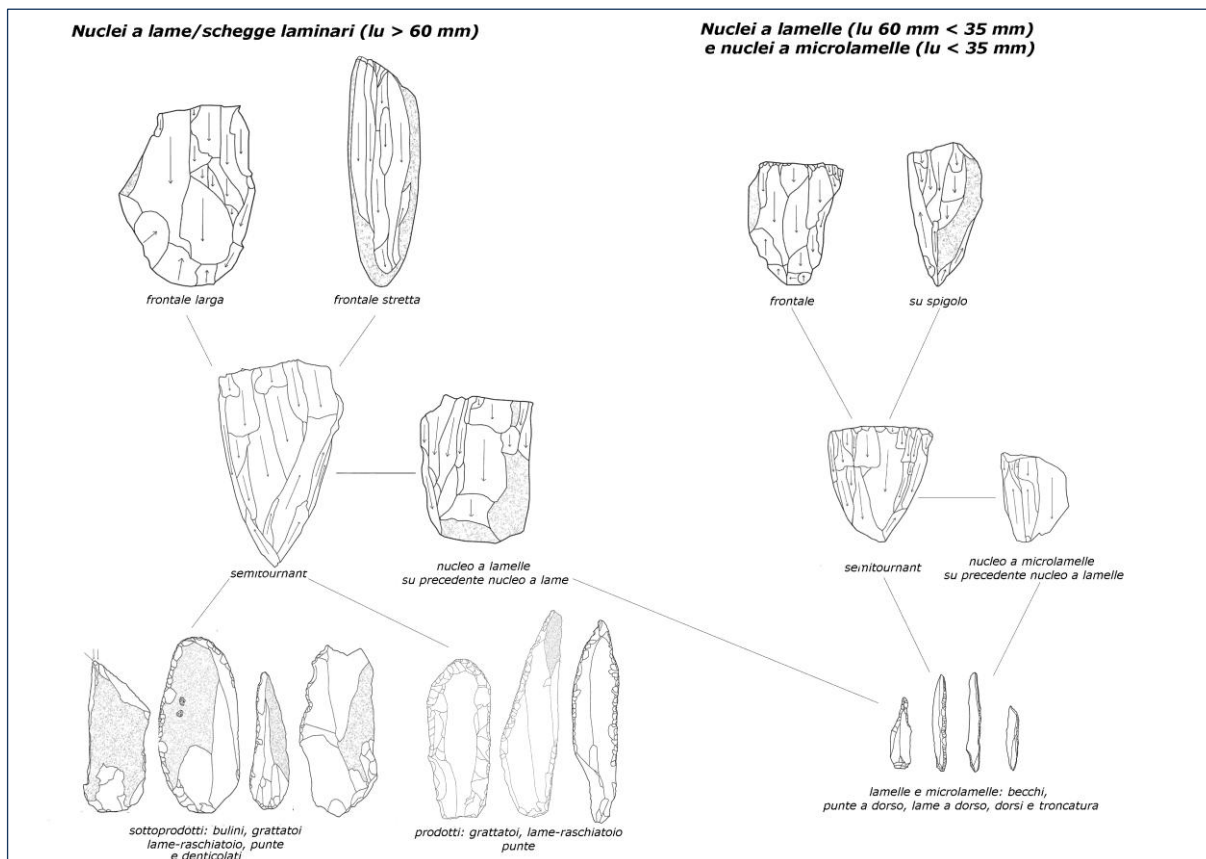 Nuclei a lame/schegge laminari (lu > 60 mm)
Nuclei a lamelle (lu 60 mm < 35 mm)
e nuclei a microlamelle (lu < 35 mm)
frontale larga
frontale stretta
frontale
su spigolo
semitournant
nucleo a lamelle
su precedente nucleo a lame
semitournant
nucleo a microlamelle
su precedente nucleo a lamelle
sottoprodotti: bulini, grattatoi
lame-raschiatoio, punte
e denticolati
prodotti: grattatoi, lame-raschiatoio
punte
lamelle e microlamelle: becchi,
punte a dorso, lame a dorso, dorsi e troncatura